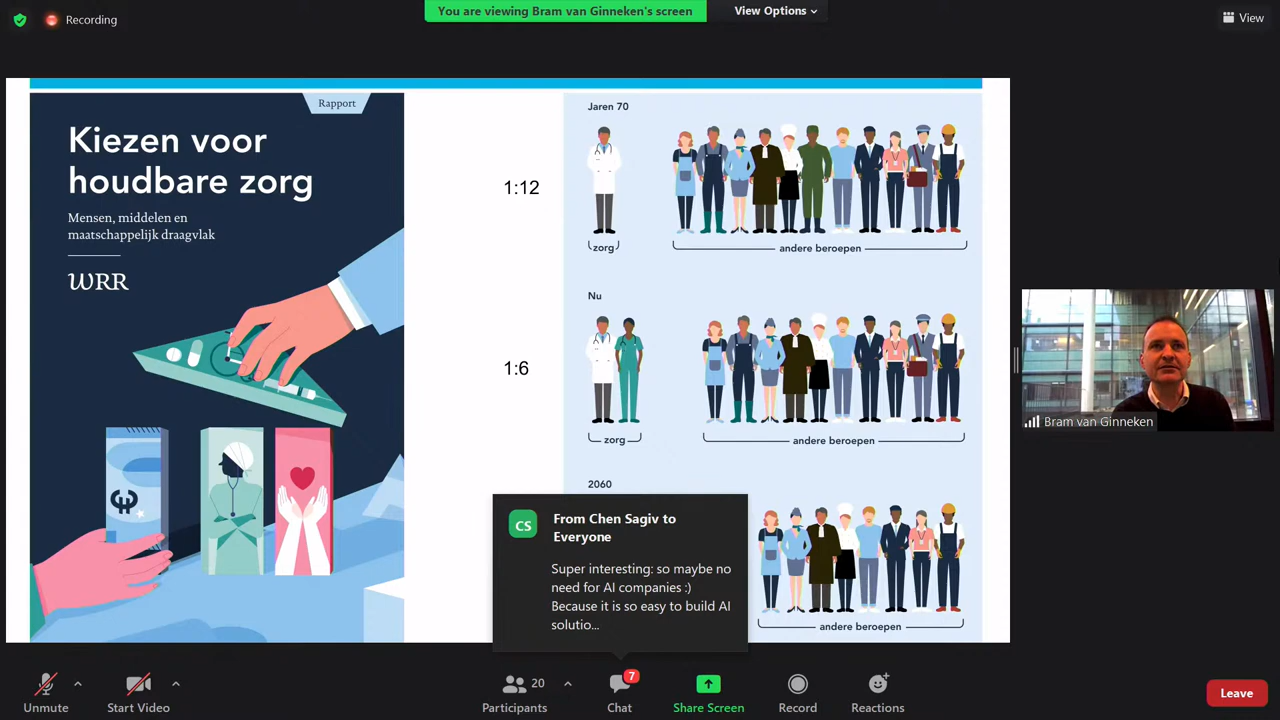 Recording
You are viewing Bram van Ginneken's screen
View Options
View
Rapport
Kiezen voor
houdbare zorg
Mensen, middelen en
maatschappelijk draagvlak
WRR
Jaren 70
1:12
zorg
andere beroepen
Nu
1:6
zorg
andere beroepen
2060
andere beroepen
CS
From Chen Sagiv to
Everyone
Super interesting: so maybe no
need for AI companies :)
Because it is so easy to build AI
solutio...
Bram van Ginneken
Unmute
Start Video
20
Participants
7
Chat
Share Screen
Record
Reactions
Leave